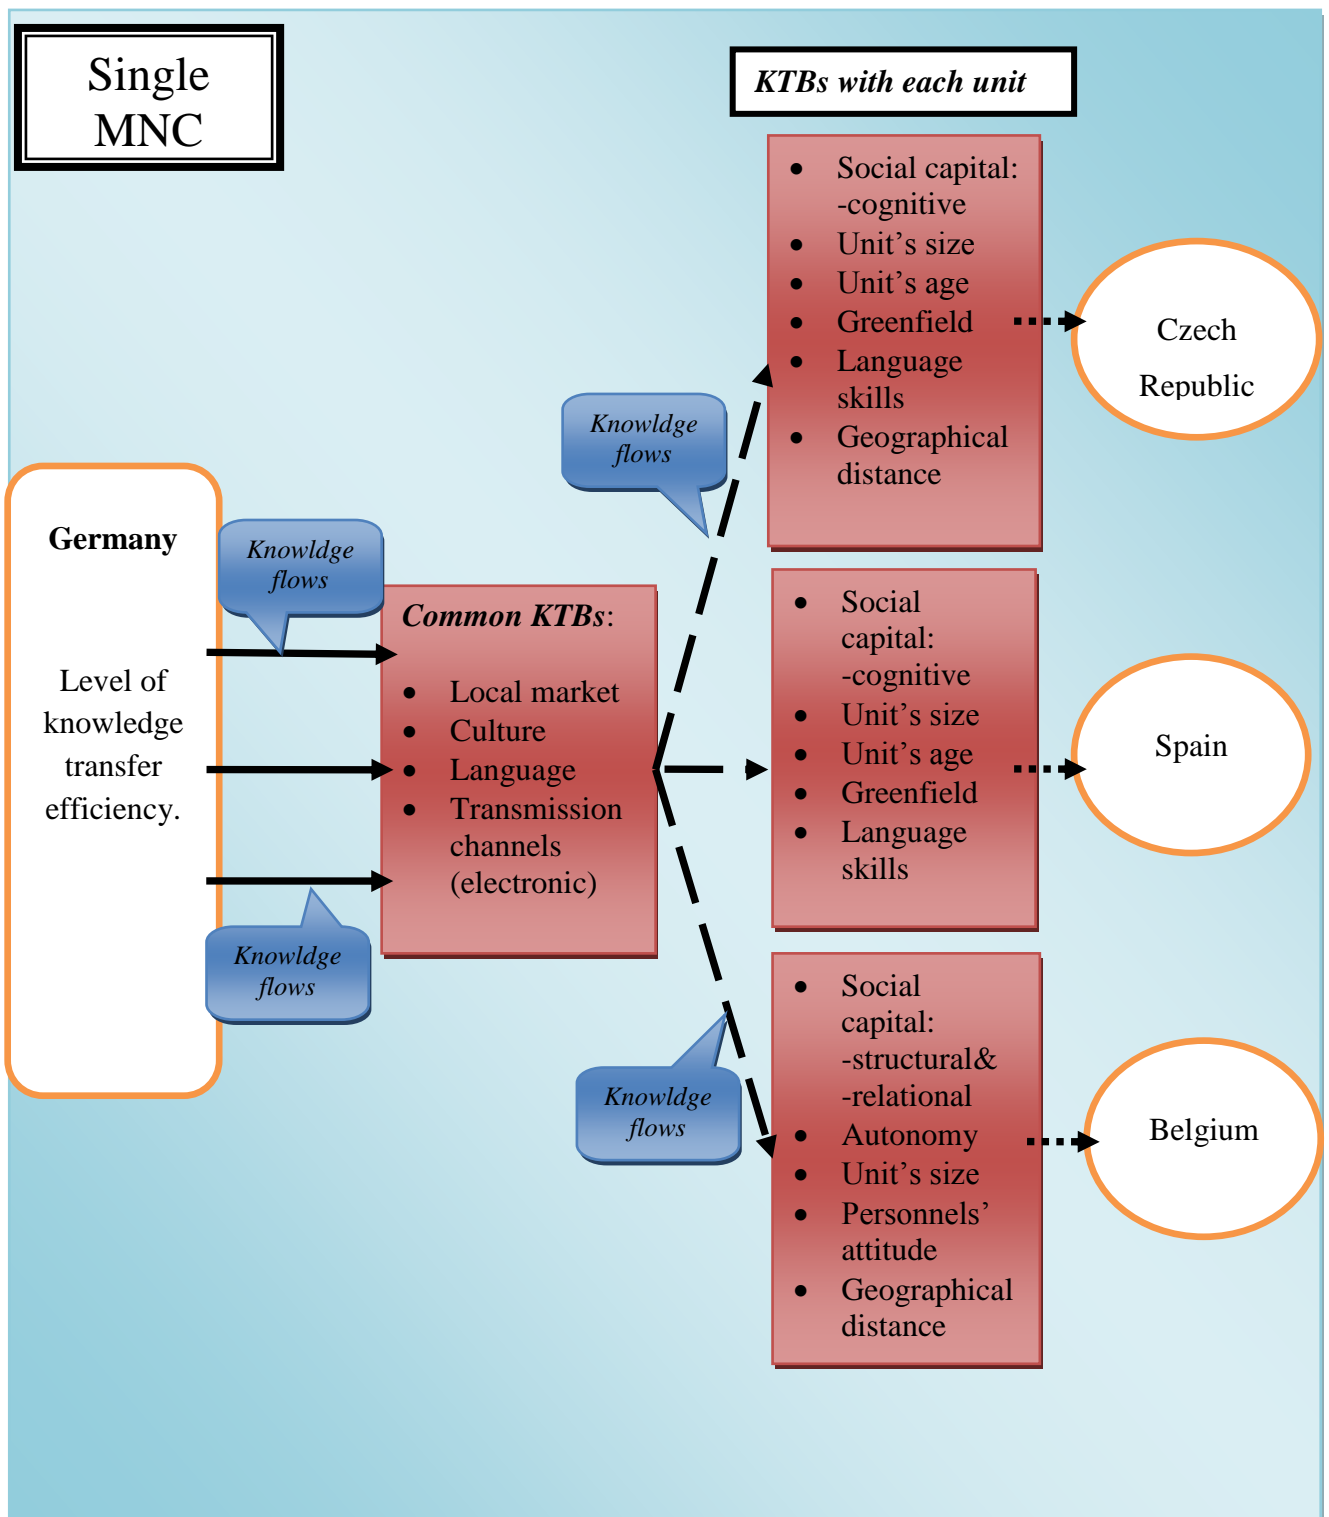 Single
MNC
KTBs with each unit
• Social capital:
-cognitive
• Unit’s size
• Unit’s age
• Greenfield
• Language
skills
• Geographical
distance
Czech
Republic
Knowldge
flows
Germany
Level of
knowledge
transfer
efficiency.
Knowldge
flows
Common KTBs:
• Local market
• Culture
• Language
• Transmission
channels
(electronic)
Knowldge
flows
• Social
capital:
-cognitive
• Unit’s size
• Unit’s age
• Greenfield
• Language
skills
Spain
Knowldge
flows
• Social
capital:
-structural&
-relational
• Autonomy
• Unit’s size
• Personnels’
attitude
• Geographical
distance
Belgium